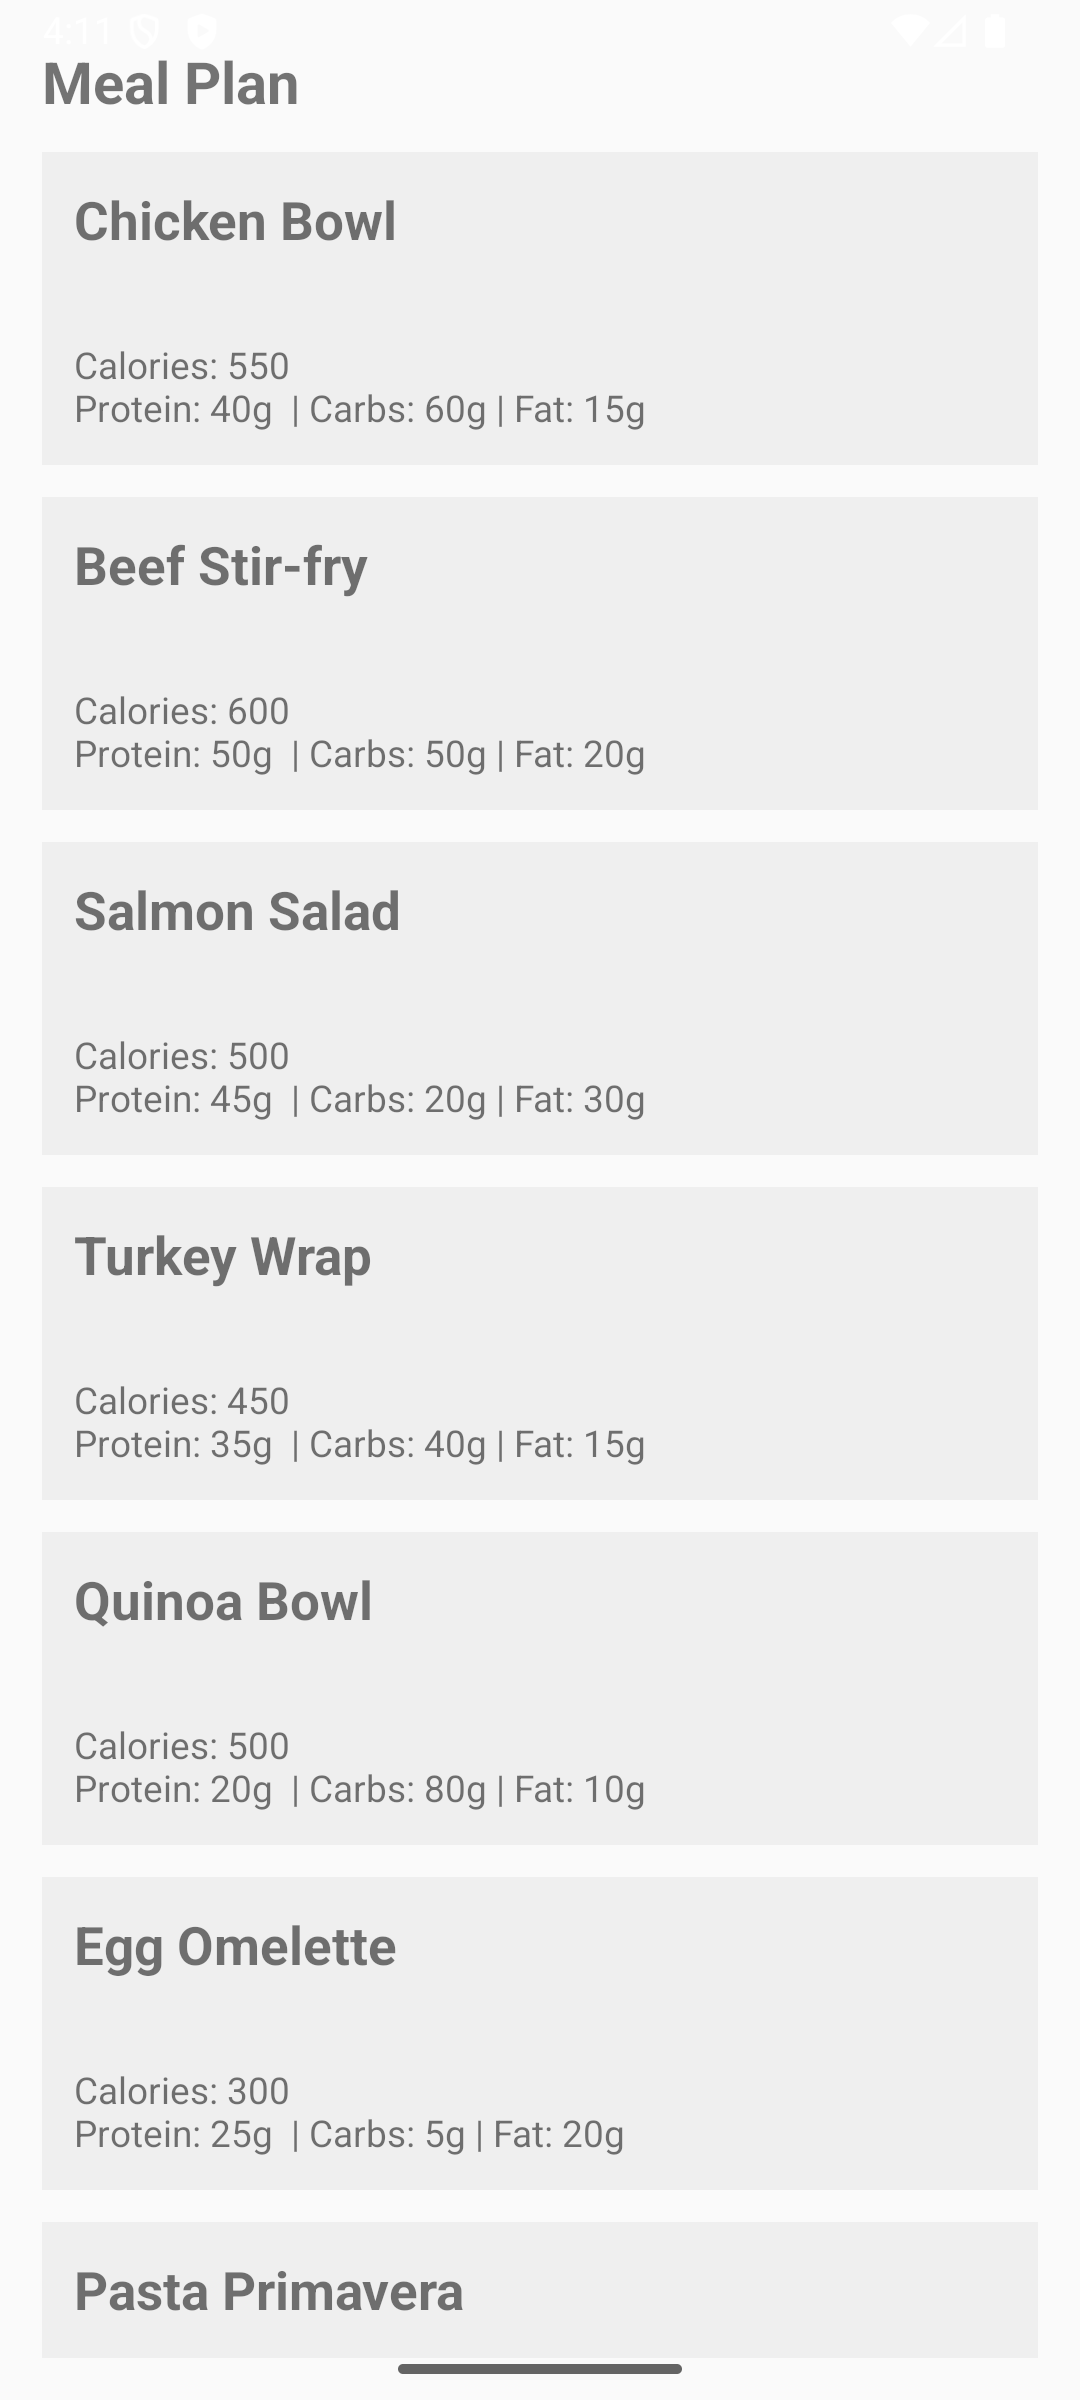 4:11
Meal Plan
Chicken Bowl
Calories: 550
Protein: 40g  | Carbs: 60g | Fat: 15g
Beef Stir-fry
Calories: 600
Protein: 50g  | Carbs: 50g | Fat: 20g
Salmon Salad
Calories: 500
Protein: 45g  | Carbs: 20g | Fat: 30g
Turkey Wrap
Calories: 450
Protein: 35g  | Carbs: 40g | Fat: 15g
Quinoa Bowl
Calories: 500
Protein: 20g  | Carbs: 80g | Fat: 10g
Egg Omelette
Calories: 300
Protein: 25g  | Carbs: 5g | Fat: 20g
Pasta Primavera